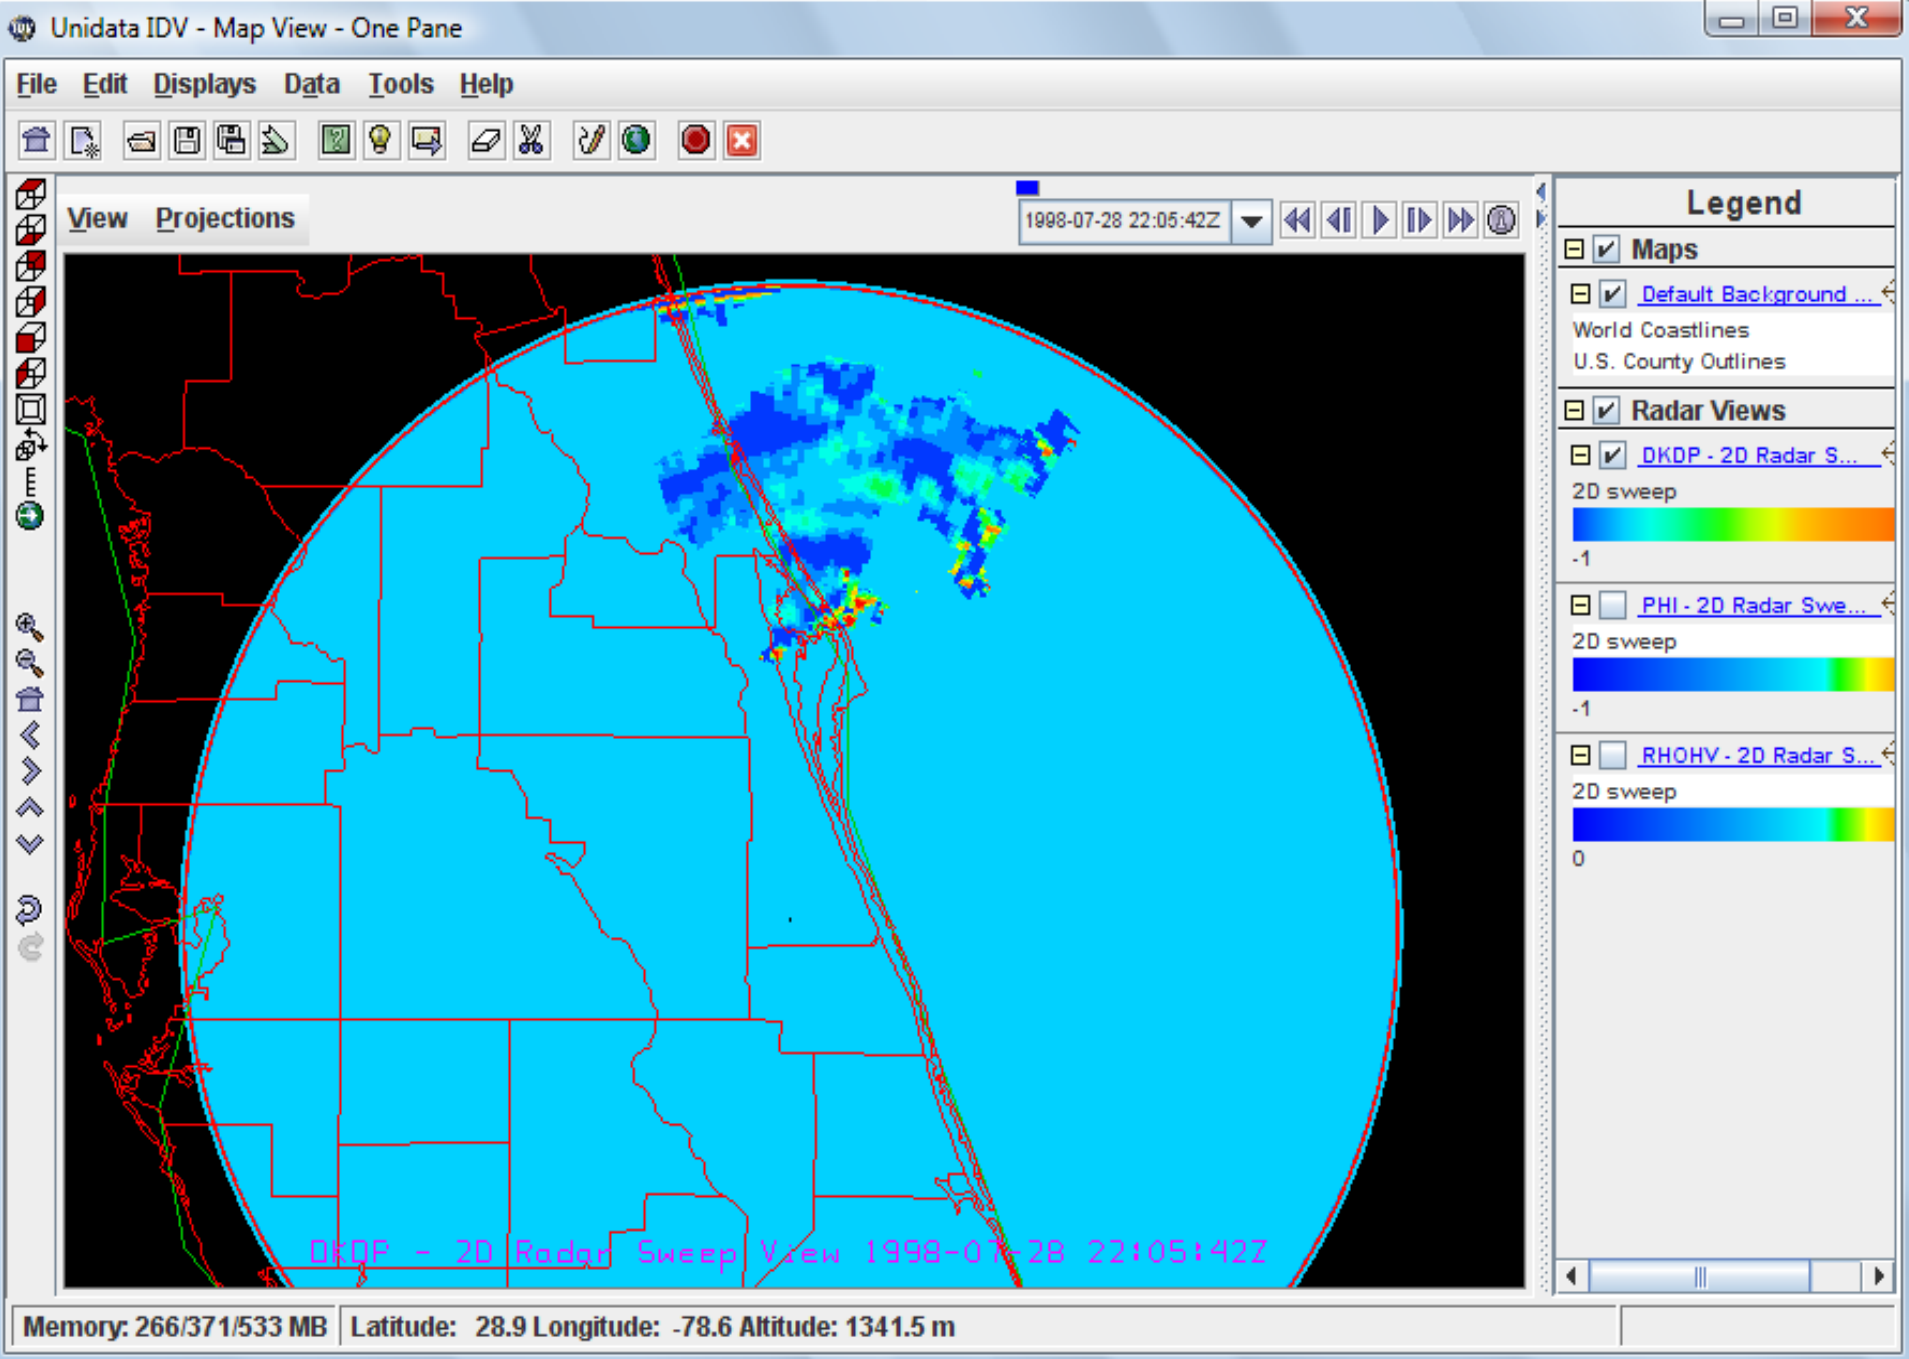 Unidata IDV - Map View - One Pane
File Edit Displays Data Tools Help
View Projections
1998-07-28 22:05:42Z
Legend
Maps
Default Background ...
World Coastlines
U.S. County Outlines
Radar Views
DKDP - 2D Radar S...
2D sweep
-1
PHI - 2D Radar Swe...
2D sweep
-1
RHOHV - 2D Radar S...
2D sweep
0
DKDP - 2D Radar Sweep View 1998-07-28 22:05:42Z
Memory: 266/371/533 MB Latitude: 28.9 Longitude: -78.6 Altitude: 1341.5 m